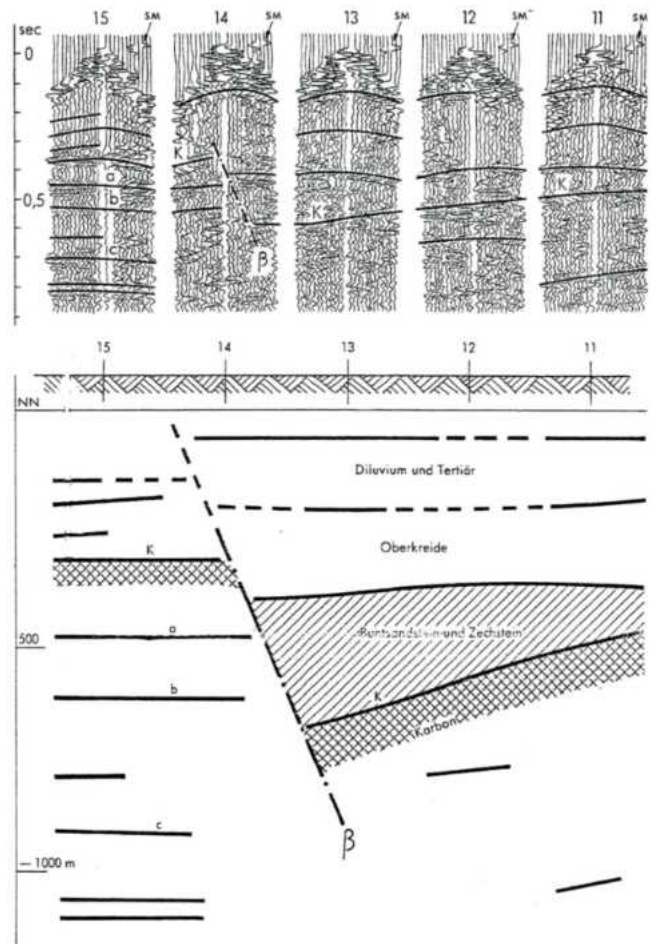 sec
15 SM 14 SM 13 SM 12 SM 11 SM
0
K
a
0,5
b
K
K
c
β
15 14 13 12 11
NN
Diluvium und Tertiär
Oberkreide
K
a
500
Buntsandstein und Zechstein
b
K
Karbon
c
β
— 1000 m